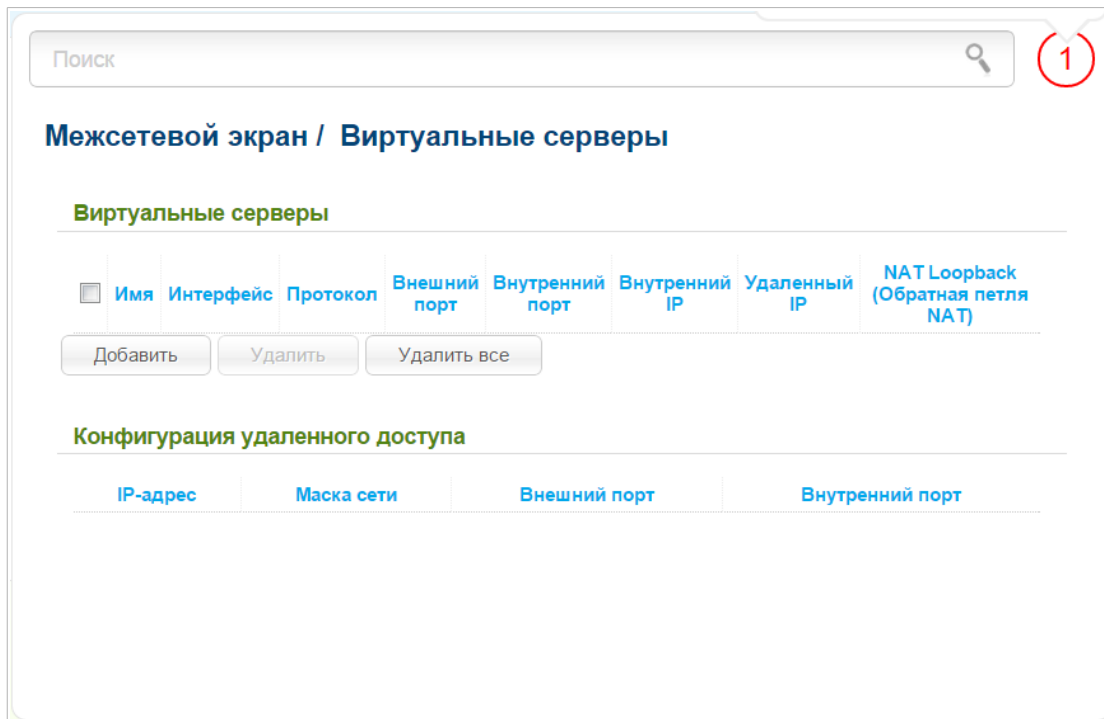 Поиск
1
Межсетевой экран / Виртуальные серверы
Виртуальные серверы
Имя Интерфейс Протокол Внешний порт Внутренний порт Внутренний IP Удаленный IP NAT Loopback (Обратная петля NAT)
Добавить Удалить Удалить все
Конфигурация удаленного доступа
IP-адрес Маска сети Внешний порт Внутренний порт